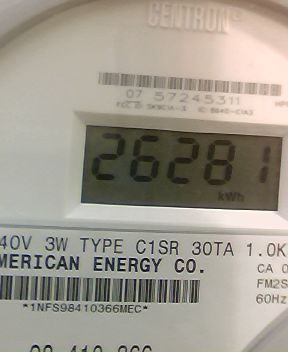 CENTRON®
07 57245311
26281
kWh
40V 3W TYPE C1SR 30TA 1.0K
MERICAN ENERGY CO.
CA 0
FM2S
60Hz
*1NFS98410366MEC*